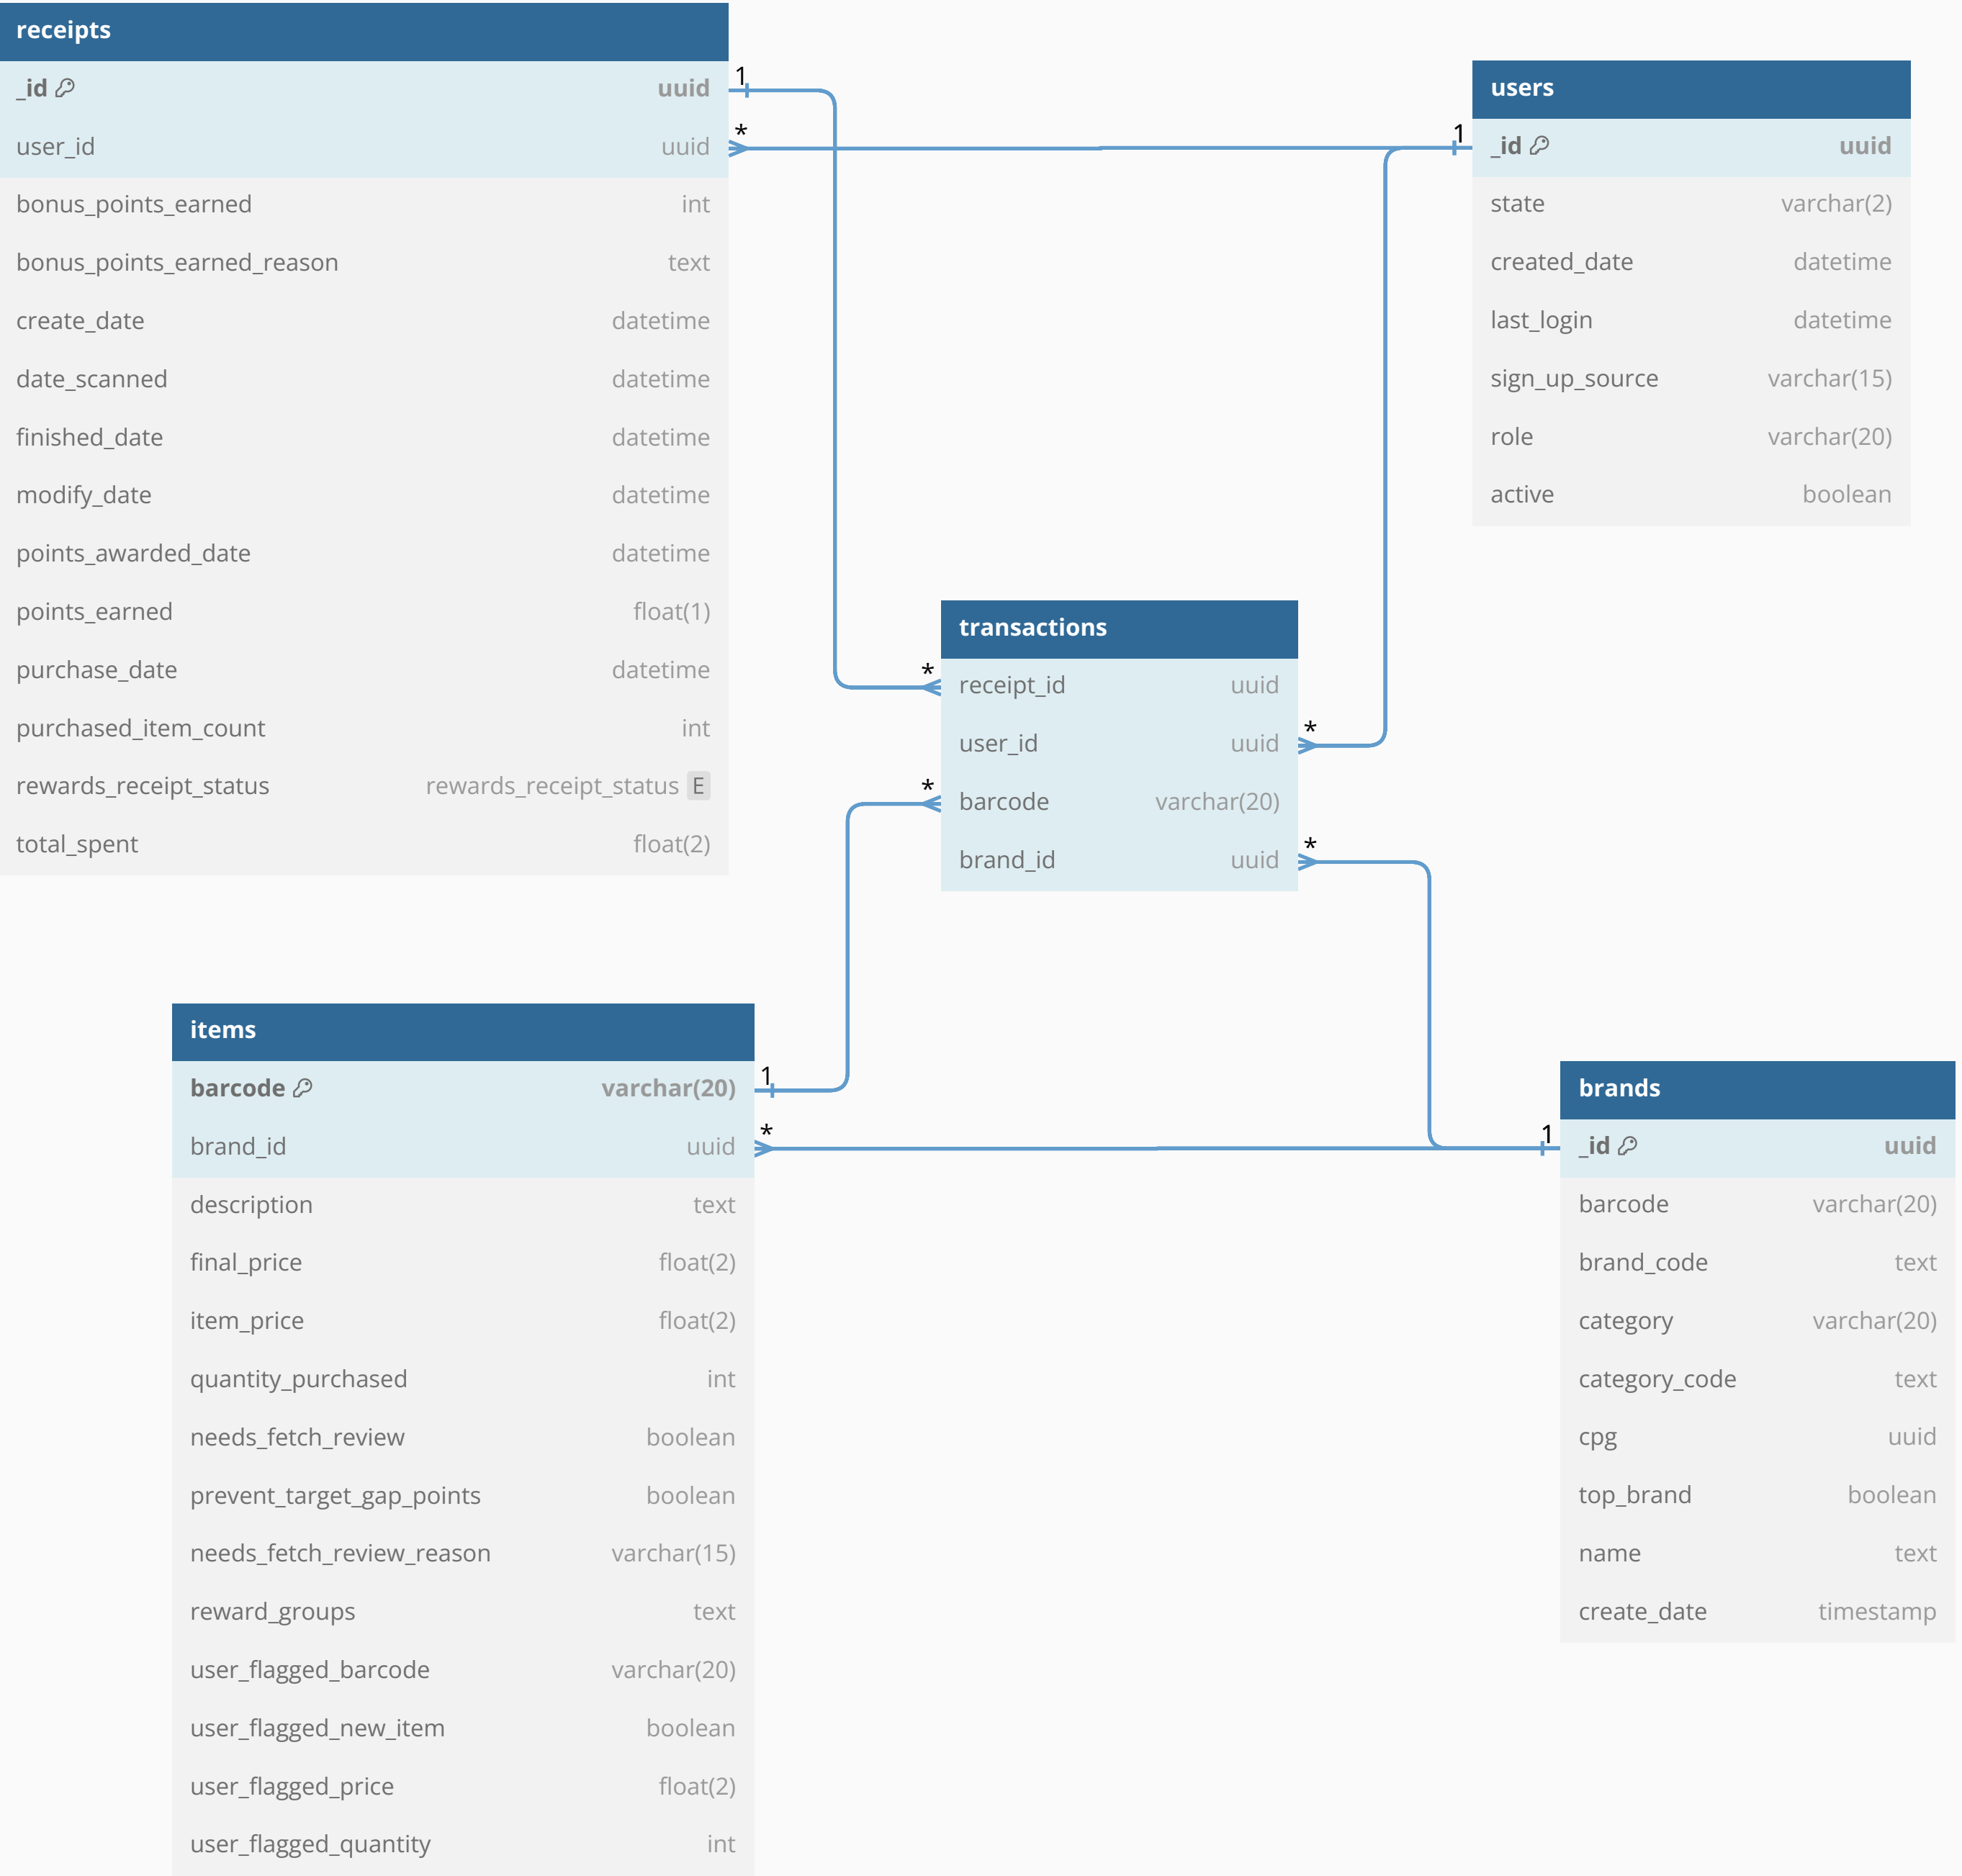 receipts
_id uuid
user_id uuid
bonus_points_earned int
bonus_points_earned_reason text
create_date datetime
date_scanned datetime
finished_date datetime
modify_date datetime
points_awarded_date datetime
points_earned float(1)
purchase_date datetime
purchased_item_count int
rewards_receipt_status rewards_receipt_status E
total_spent float(2)
1
*
1
users
_id uuid
state varchar(2)
created_date datetime
last_login datetime
sign_up_source varchar(15)
role varchar(20)
active boolean
transactions
* receipt_id uuid
user_id uuid *
* barcode varchar(20)
brand_id uuid *
items
barcode varchar(20) 1
brand_id uuid *
description text
final_price float(2)
item_price float(2)
quantity_purchased int
needs_fetch_review boolean
prevent_target_gap_points boolean
needs_fetch_review_reason varchar(15)
reward_groups text
user_flagged_barcode varchar(20)
user_flagged_new_item boolean
user_flagged_price float(2)
user_flagged_quantity int
brands
1 _id uuid
barcode varchar(20)
brand_code text
category varchar(20)
category_code text
cpg uuid
top_brand boolean
name text
create_date timestamp